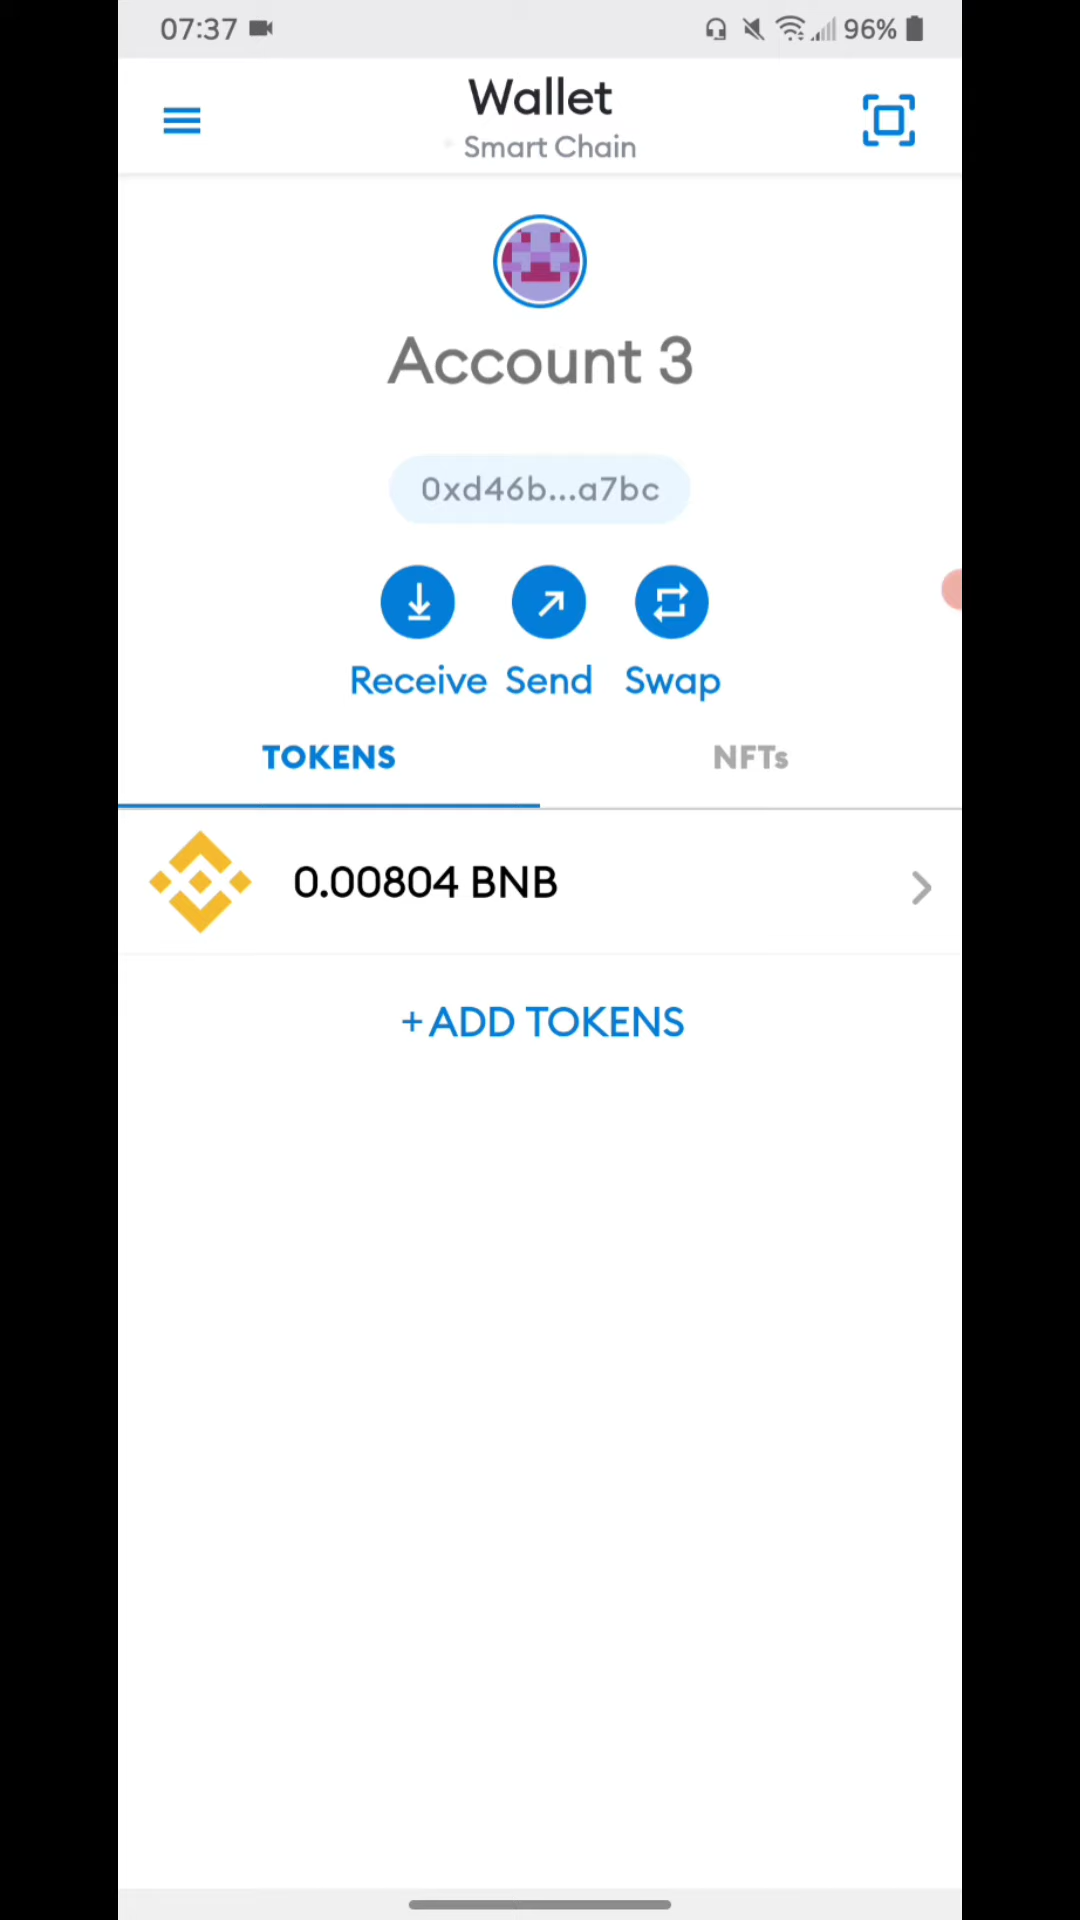 07:37 96%
Wallet
Smart Chain
Account 3
0xd46b...a7bc
Receive Send Swap
TOKENS NFTs
0.00804 BNB
+ ADD TOKENS